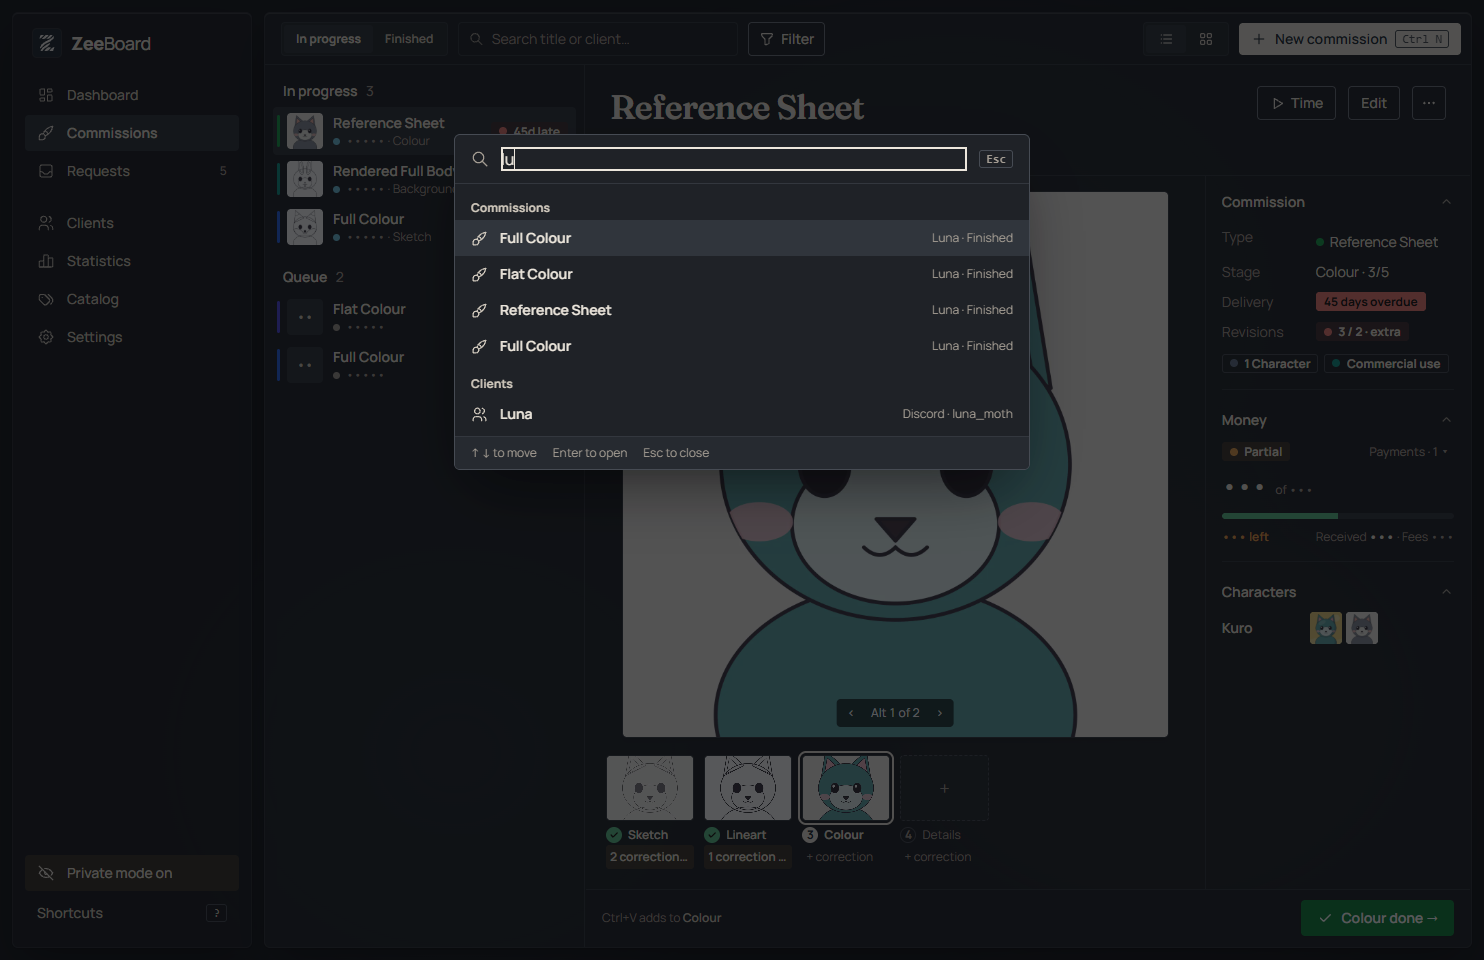 ZeeBoard
Dashboard
Commissions
Requests 5
Clients
Statistics
Catalog
Settings
Private mode on
Shortcuts ?
In progress Finished
Search title or client...
Filter
New commission Ctrl N
In progress 3
Reference Sheet
Colour
45d late
Rendered Full Body
Background
Full Colour
Sketch
Queue 2
Flat Colour
Full Colour
Reference Sheet
Time Edit
lu
Esc
Commissions
Full Colour Luna · Finished
Flat Colour Luna · Finished
Reference Sheet Luna · Finished
Full Colour Luna · Finished
Clients
Luna Discord · luna_moth
↑ ↓ to move Enter to open Esc to close
Alt 1 of 2
Sketch
2 correction...
Lineart
1 correction ...
3 Colour
+ correction
4 Details
+ correction
Ctrl+V adds to Colour
Colour done →
Commission
Type Reference Sheet
Stage Colour · 3/5
Delivery 45 days overdue
Revisions 3 / 2 · extra
1 Character Commercial use
Money
Partial Payments · 1
••• of •••
••• left Received ••• · Fees •••
Characters
Kuro